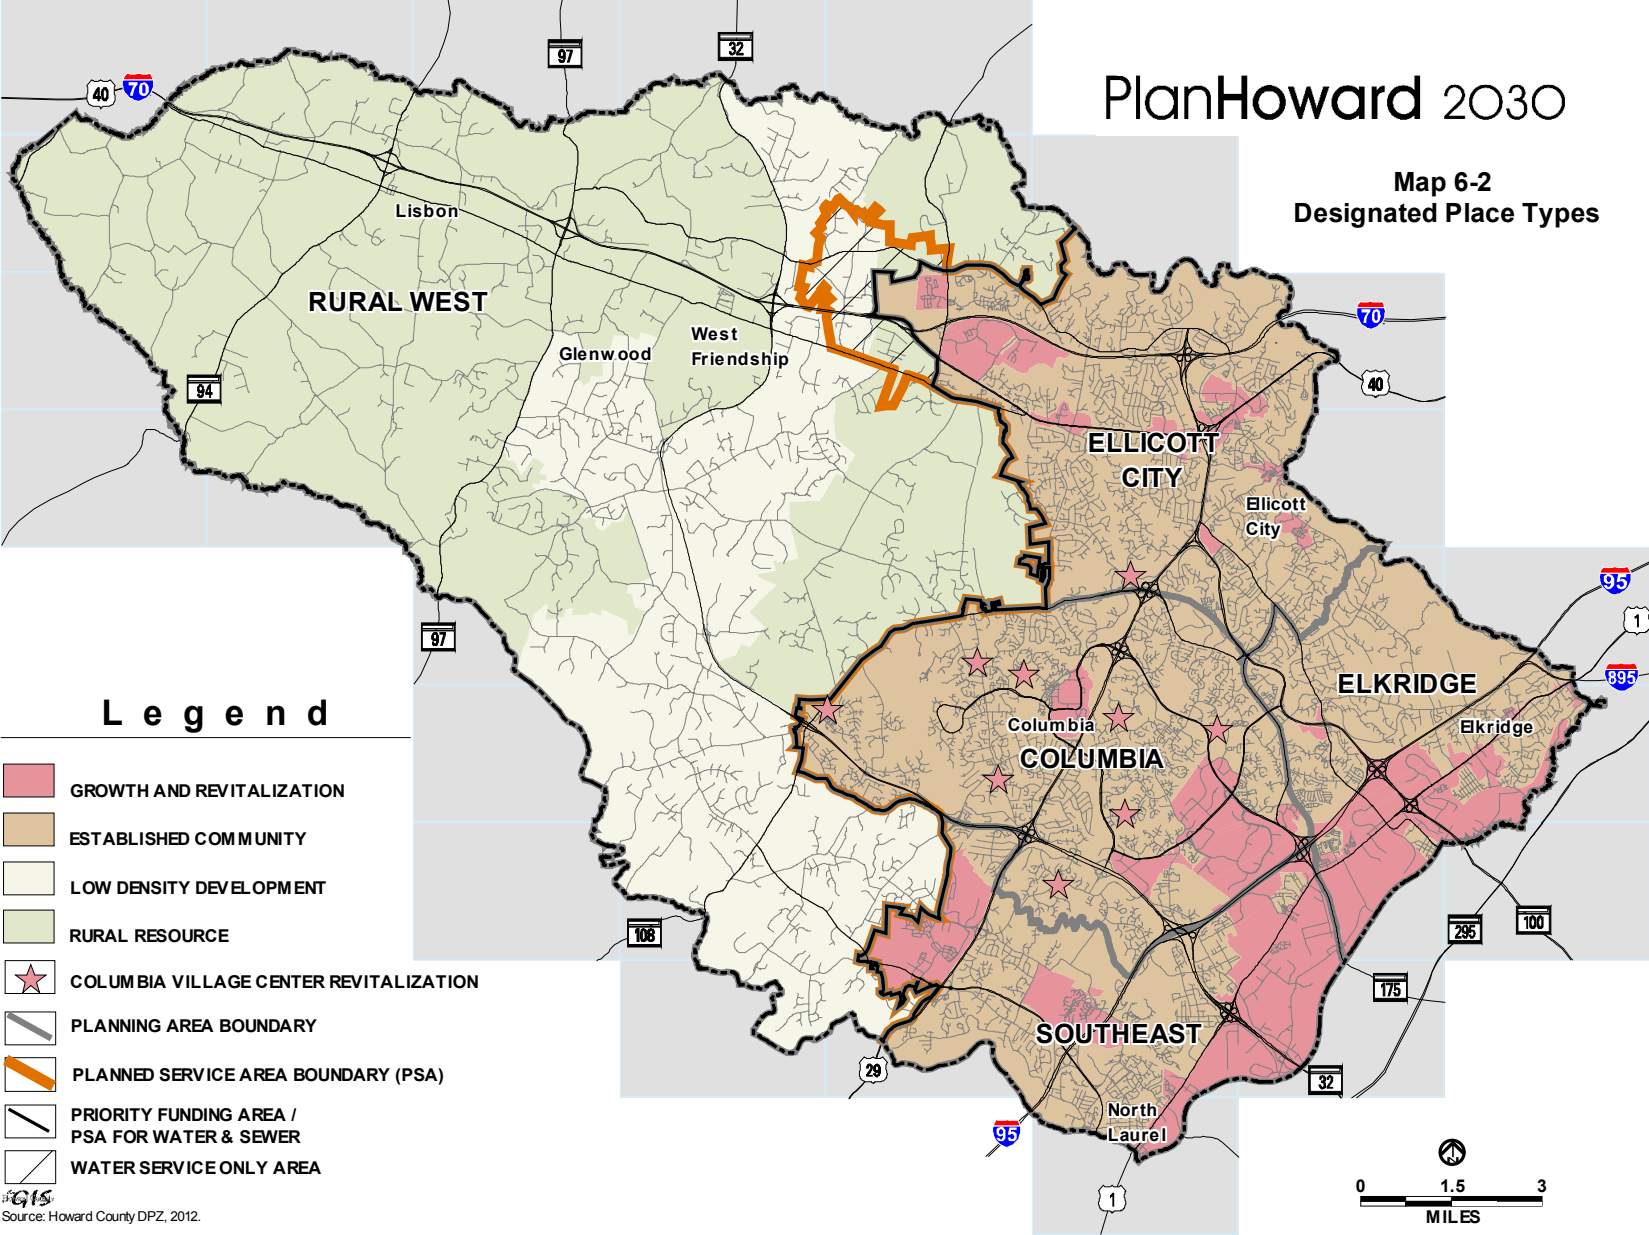 PlanHoward 2030
Map 6-2
Designated Place Types
97
32
40
70
Lisbon
RURAL WEST
70
West
Friendship
Glenwood
94
40
ELLICOTT
CITY
Ellicott
City
95
1
97
895
ELKRIDGE
Elkridge
Columbia
COLUMBIA
Legend
GROWTH AND REVITALIZATION
ESTABLISHED COMMUNITY
LOW DENSITY DEVELOPMENT
RURAL RESOURCE
COLUMBIA VILLAGE CENTER REVITALIZATION
PLANNING AREA BOUNDARY
PLANNED SERVICE AREA BOUNDARY (PSA)
PRIORITY FUNDING AREA /
PSA FOR WATER & SEWER
WATER SERVICE ONLY AREA
GIS
Source: Howard County DPZ, 2012.
108
295
100
175
SOUTHEAST
29
32
North
Laurel
95
1
0 1.5 3
MILES